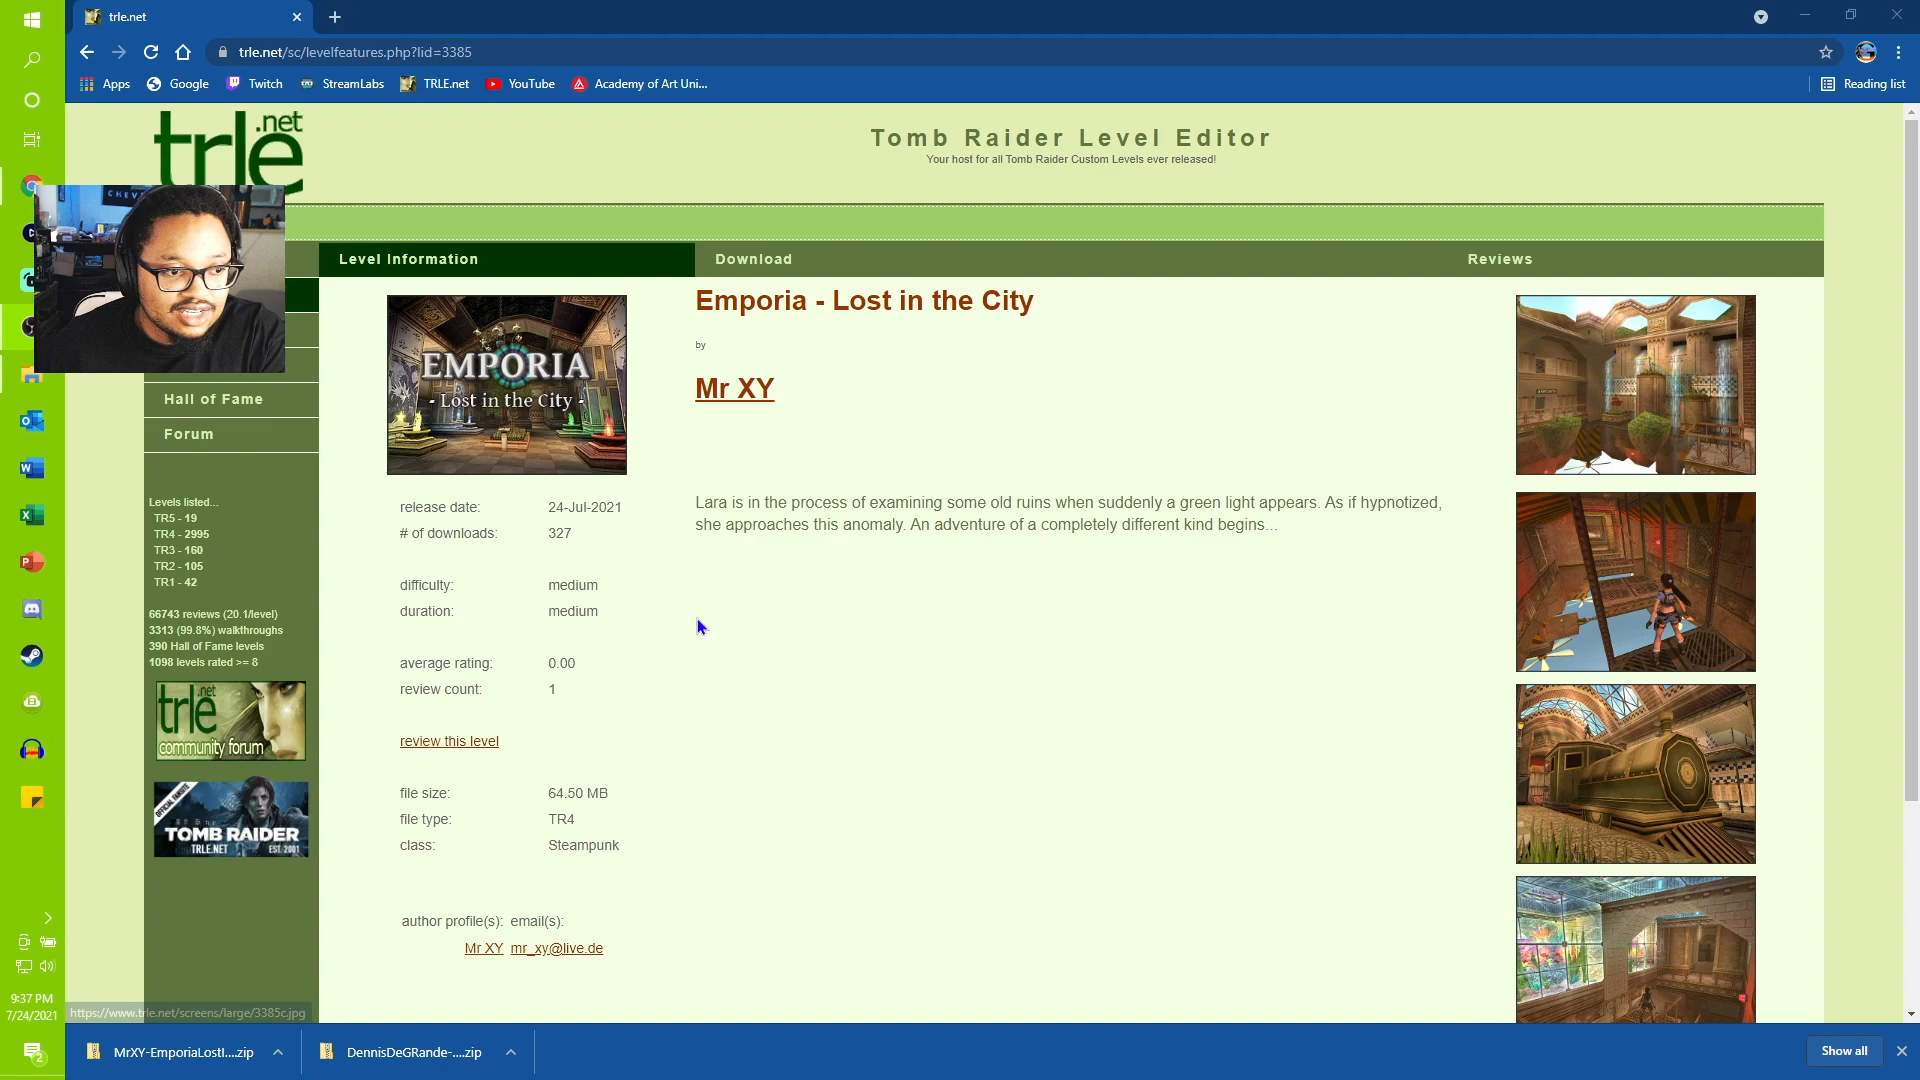 trle.net
trle.net/sc/levelfeatures.php?lid=3385
Apps
Google
Twitch
StreamLabs
TRLE.net
YouTube
Academy of Art Uni...
Reading list
trle.net
Tomb Raider Level Editor
Your host for all Tomb Raider Custom Levels ever released!
CHEV
Level Information
Download
Reviews
Hall of Fame
Forum
Levels listed...
TR5 - 19
TR4 - 2995
TR3 - 160
TR2 - 105
TR1 - 42
66743 reviews (20.1/level)
3313 (99.8%) walkthroughs
390 Hall of Fame levels
1098 levels rated >= 8
trle.net
community forum
OFFICIAL FANSITE
TOMB RAIDER
TRLE.NET EST. 2001
EMPORIA
- Lost in the City -
release date: 24-Jul-2021
# of downloads: 327
difficulty: medium
duration: medium
average rating: 0.00
review count: 1
review this level
file size: 64.50 MB
file type: TR4
class: Steampunk
author profile(s): email(s):
Mr XY mr_xy@live.de
Emporia - Lost in the City
by
Mr XY
Lara is in the process of examining some old ruins when suddenly a green light appears. As if hypnotized,
she approaches this anomaly. An adventure of a completely different kind begins...
9:37 PM
7/24/2021
2
https://www.trle.net/screens/large/3385c.jpg
MrXY-EmporiaLostI....zip
DennisDeGRande-....zip
Show all